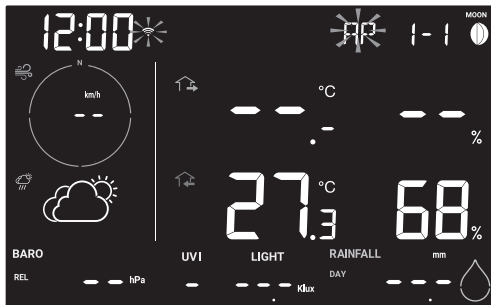 12:00 AP 1-1 MOON
N
km/h
--
°C
--.-
--
%
°C
27.3
68%
BARO
REL -- hPa
UVI
-
LIGHT
---.- Klux
RAINFALL mm
DAY ---.-